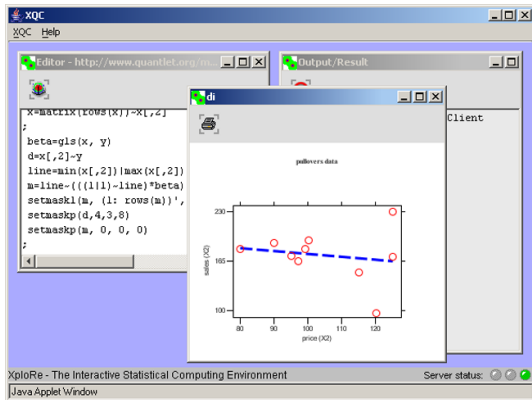 XQC
XQC Help
Editor - http://www.quantlet.org/m...
Output/Result
x=matrix(rows(x))~x[,2]
;
beta=gls(x, y)
d=x[,2]~y
line=min(x[,2])|max(x[,2])
m=line~(((1|1)~line)*beta)
setmaskl(m, (1: rows(m))',
setmaskp(d,4,3,8)
setmaskp(m, 0, 0, 0)
;
Client
di
pullovers data
230
165
100
sales (X2)
80 90 100 110 120
price (X2)
XploRe - The Interactive Statistical Computing Environment
Server status:
Java Applet Window